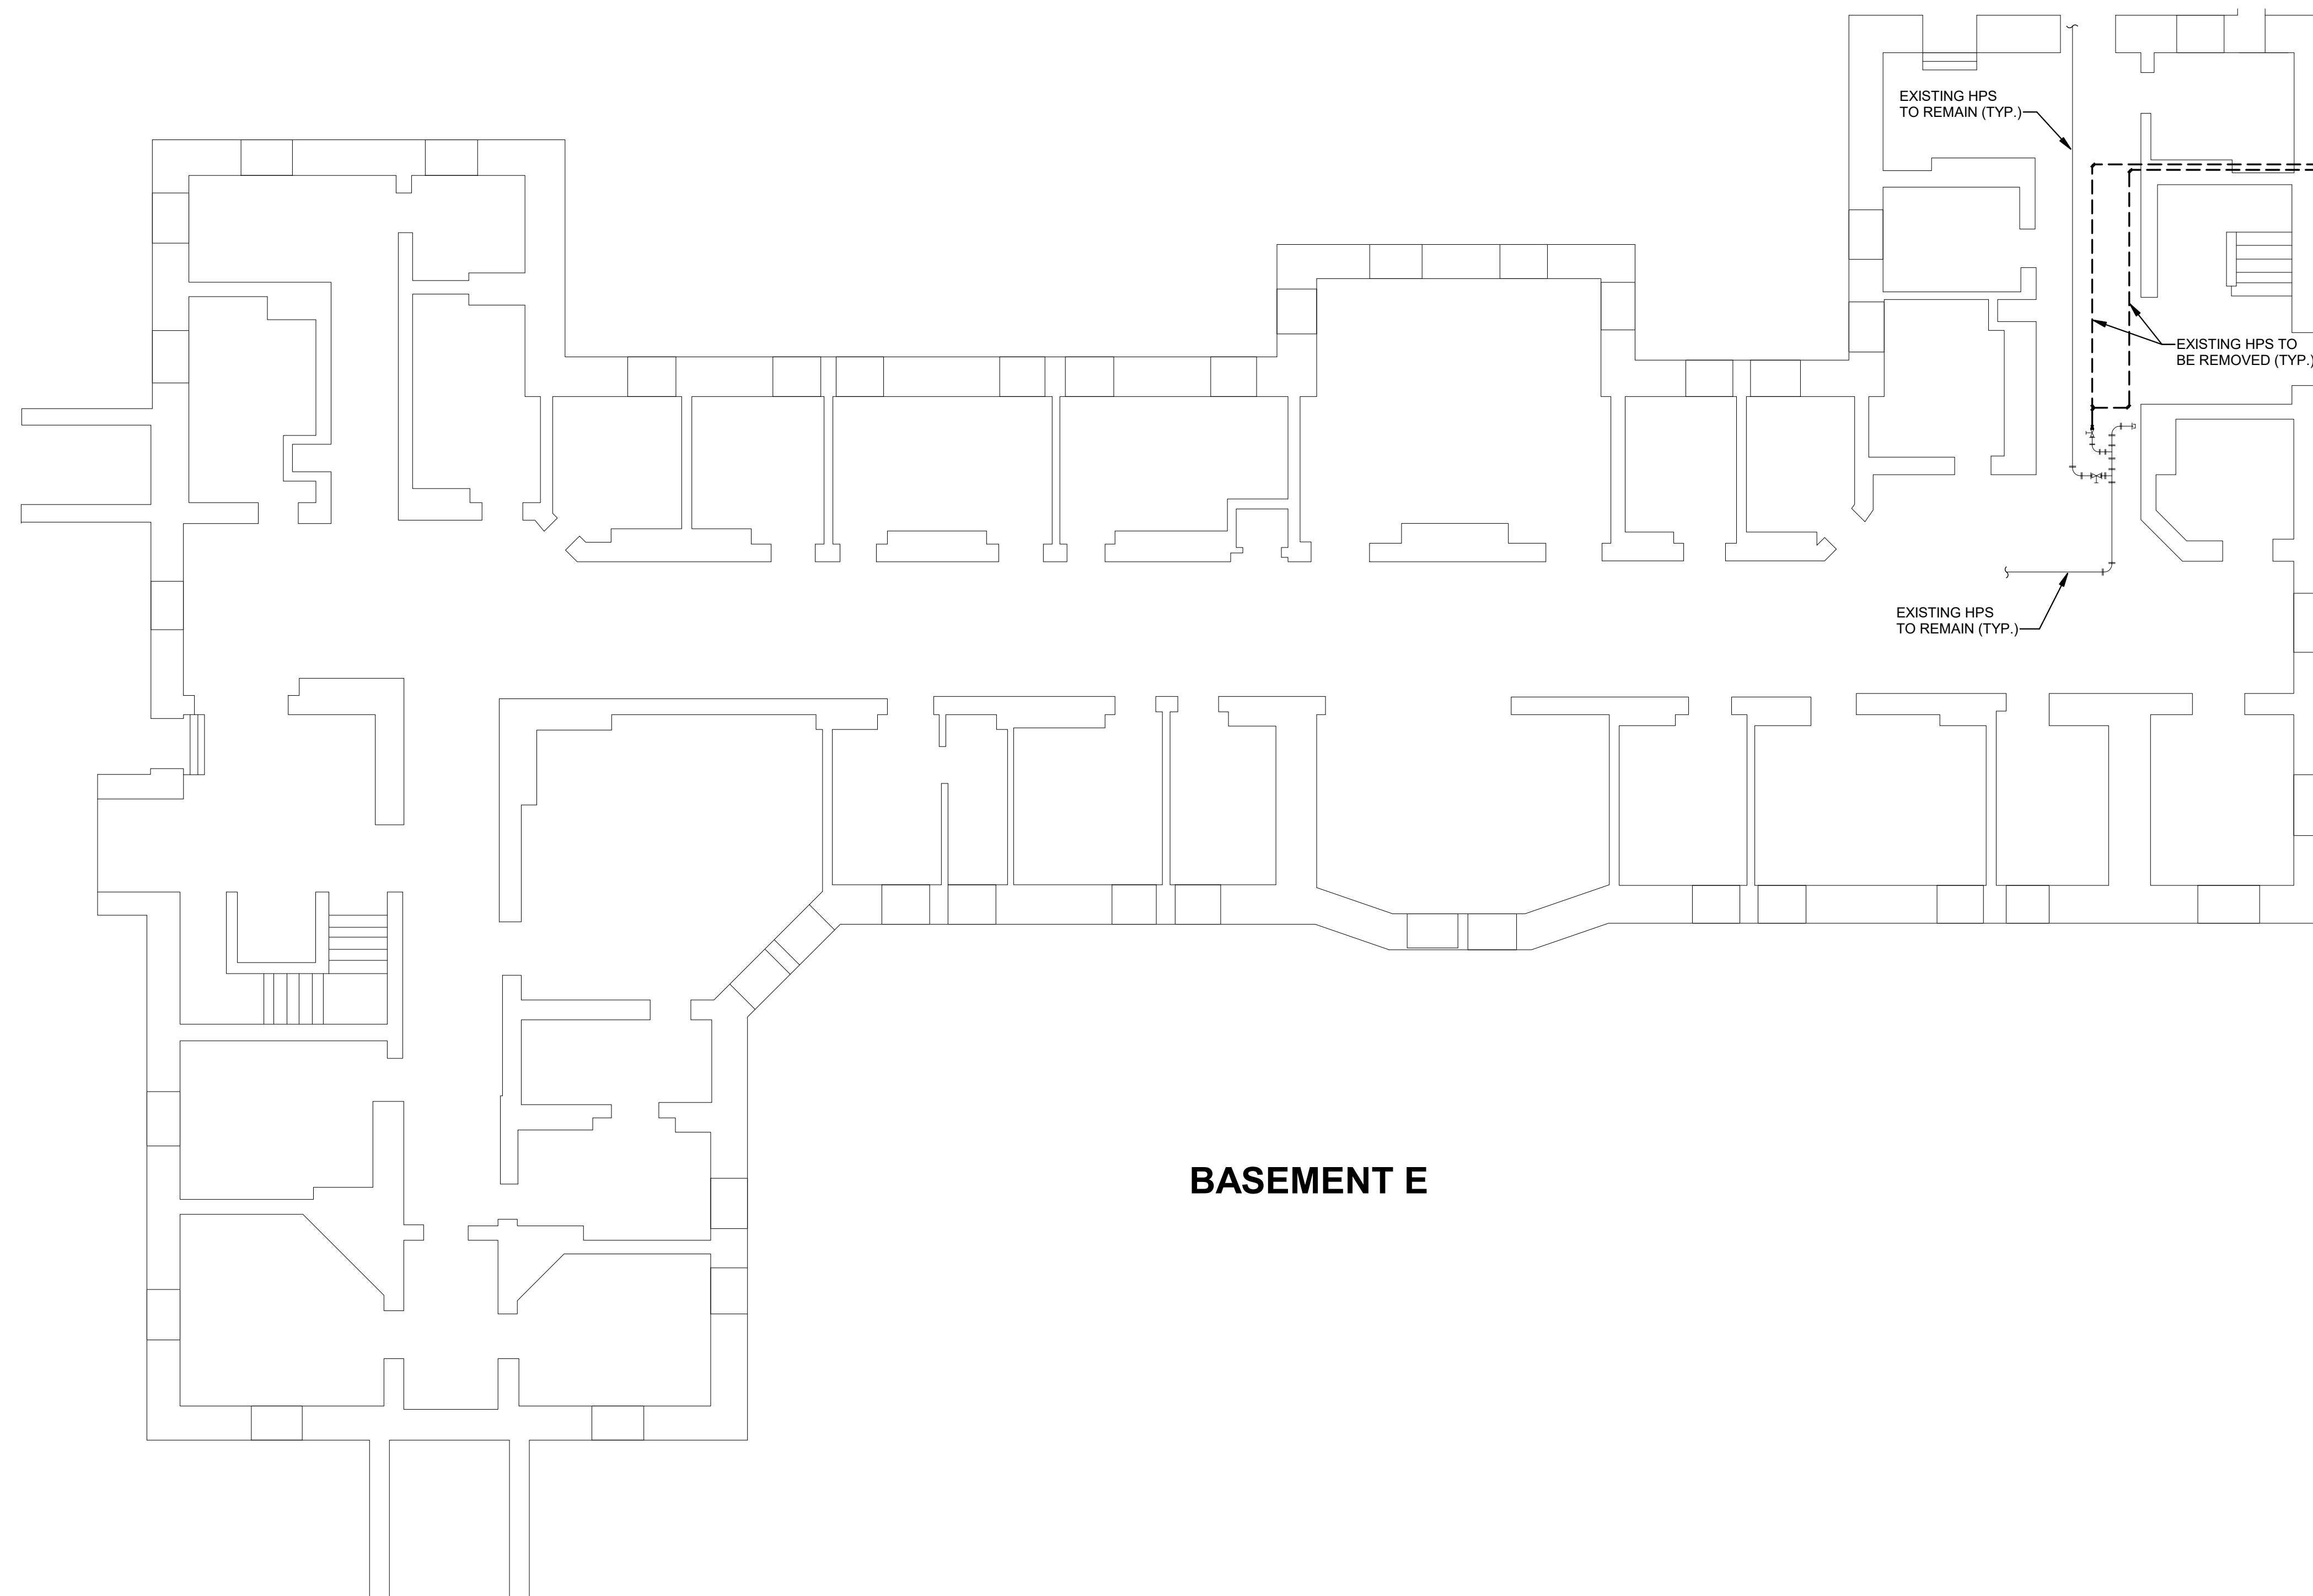 EXISTING HPS
TO REMAIN (TYP.)
EXISTING HPS TO
BE REMOVED (TYP.)
EXISTING HPS
TO REMAIN (TYP.)
BASEMENT E